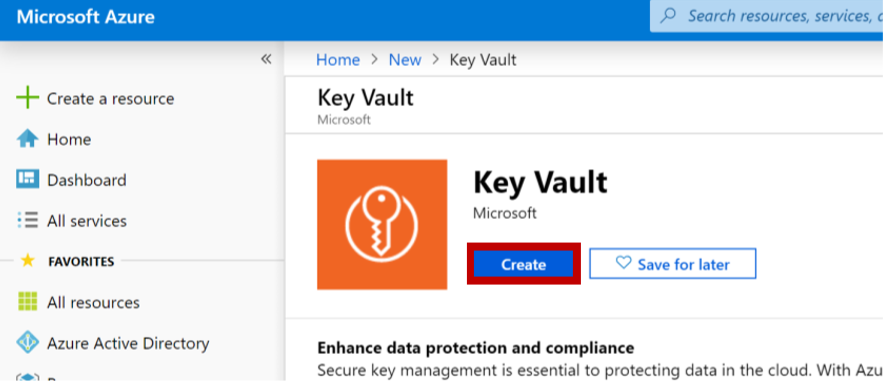 Microsoft Azure
Search resources, services,
Home > New > Key Vault
Create a resource
Home
Dashboard
All services
FAVORITES
All resources
Azure Active Directory
Key Vault
Microsoft
Key Vault
Microsoft
Create
Save for later
Enhance data protection and compliance
Secure key management is essential to protecting data in the cloud. With Azu